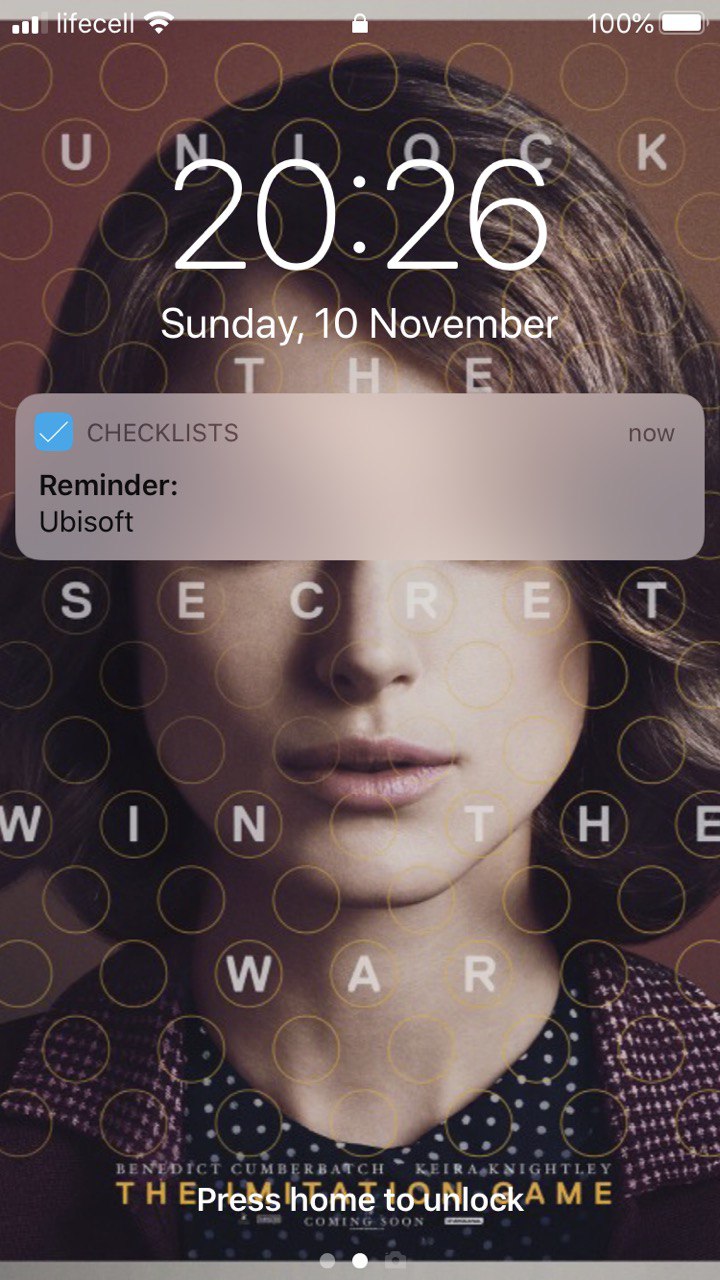 lifecell 100%
U N L O C K
20:26
Sunday, 10 November
T H E
CHECKLISTS now
Reminder:
Ubisoft
S E C R E T
W I N T H E
W A R
BENEDICT CUMBERBATCH KEIRA KNIGHTLEY
THE IMITATION GAME
Press home to unlock
COMING SOON